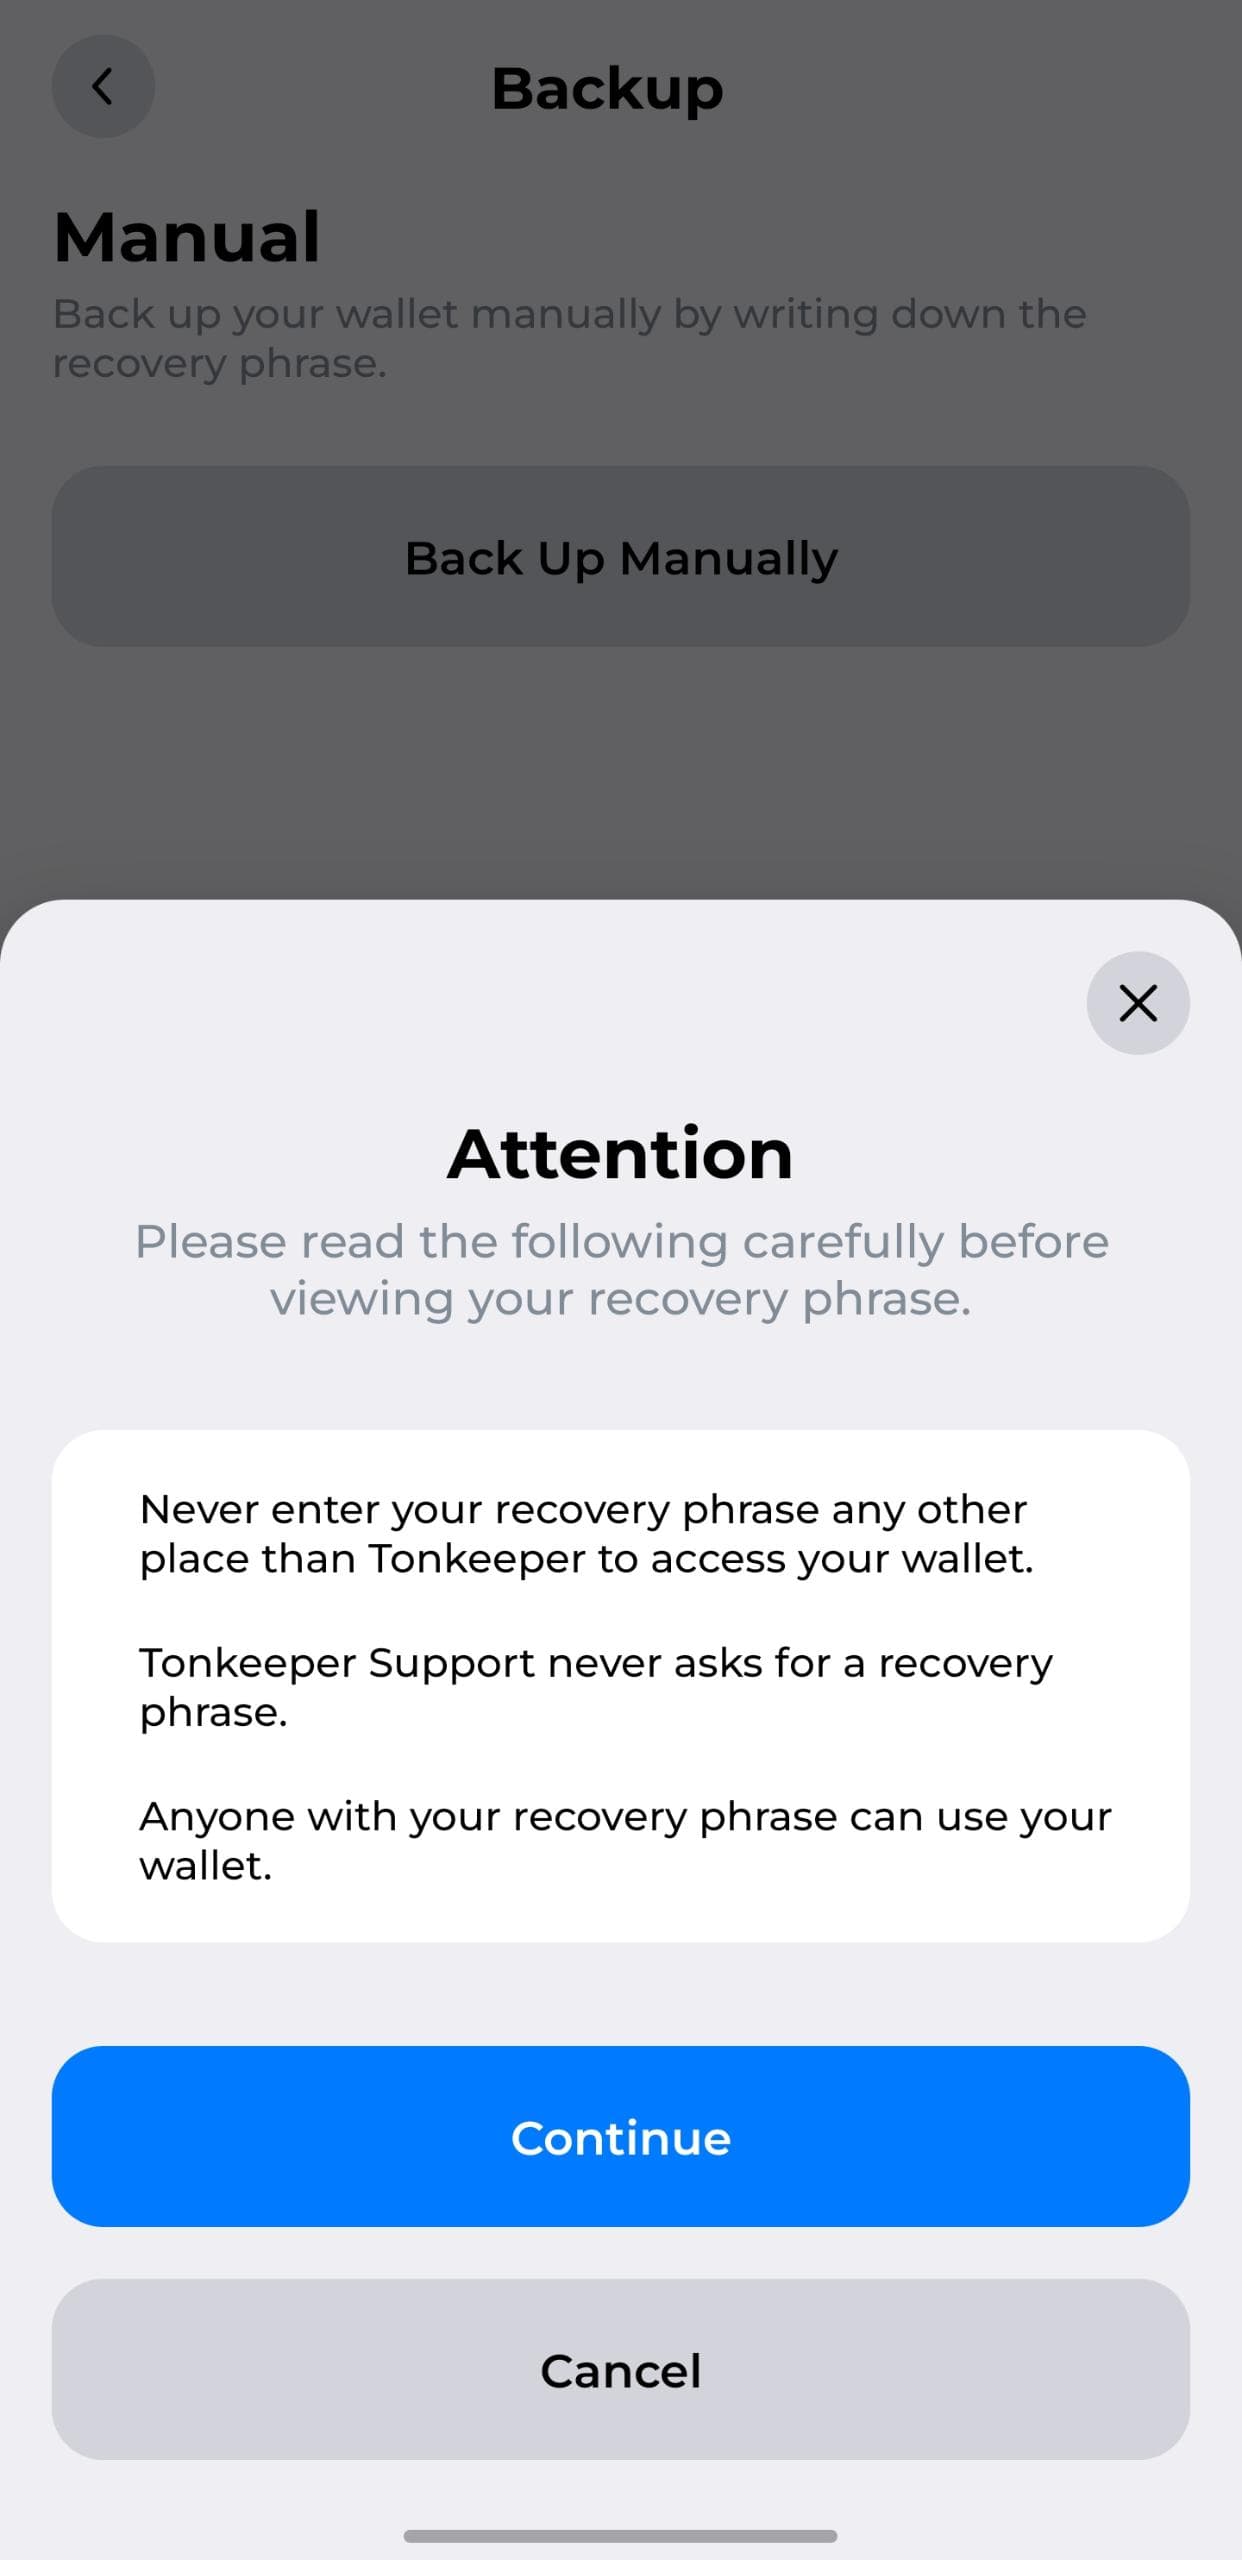 Backup
Manual
Back up your wallet manually by writing down the
recovery phrase.
Back Up Manually
Attention
Please read the following carefully before
viewing your recovery phrase.
Never enter your recovery phrase any other
place than Tonkeeper to access your wallet.
Tonkeeper Support never asks for a recovery
phrase.
Anyone with your recovery phrase can use your
wallet.
Continue
Cancel